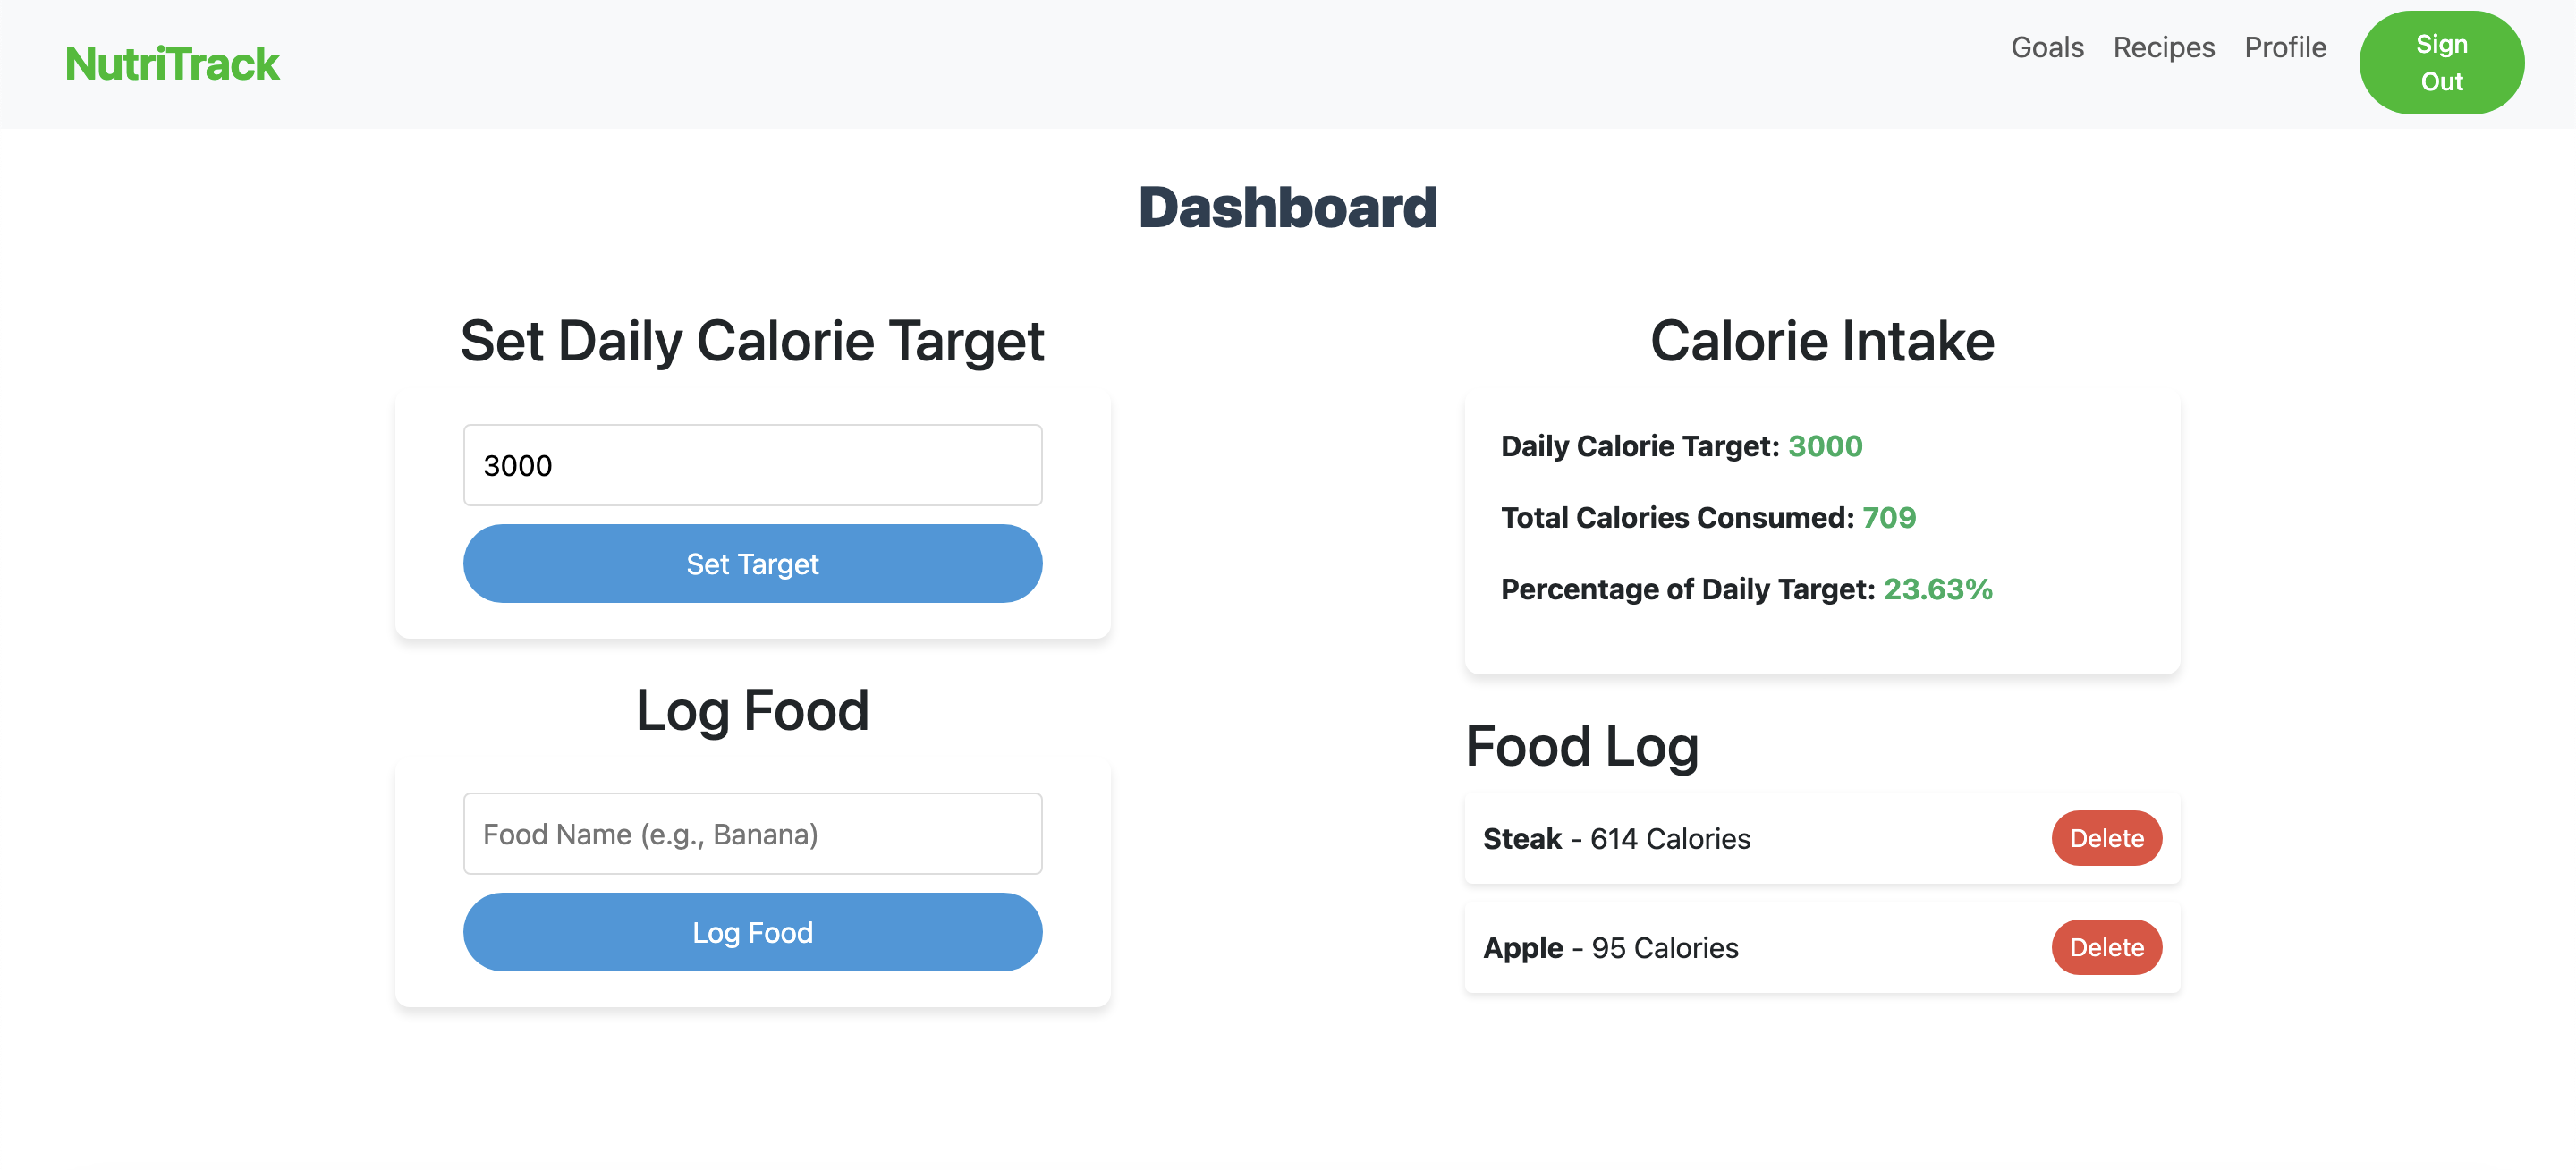 NutriTrack
Goals
Recipes
Profile
Sign
Out
Dashboard
Set Daily Calorie Target
3000
Set Target
Log Food
Food Name (e.g., Banana)
Log Food
Calorie Intake
Daily Calorie Target: 3000
Total Calories Consumed: 709
Percentage of Daily Target: 23.63%
Food Log
Steak - 614 Calories
Delete
Apple - 95 Calories
Delete